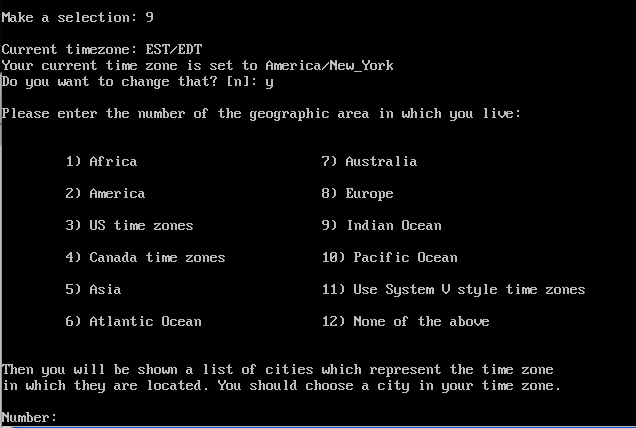 Make a selection: 9
Current timezone: EST/EDT
Your current time zone is set to America/New_York
Do you want to change that? [n]: y
Please enter the number of the geographic area in which you live:
1) Africa 7) Australia
2) America 8) Europe
3) US time zones 9) Indian Ocean
4) Canada time zones 10) Pacific Ocean
5) Asia 11) Use System V style time zones
6) Atlantic Ocean 12) None of the above
Then you will be shown a list of cities which represent the time zone
in which they are located. You should choose a city in your time zone.
Number: